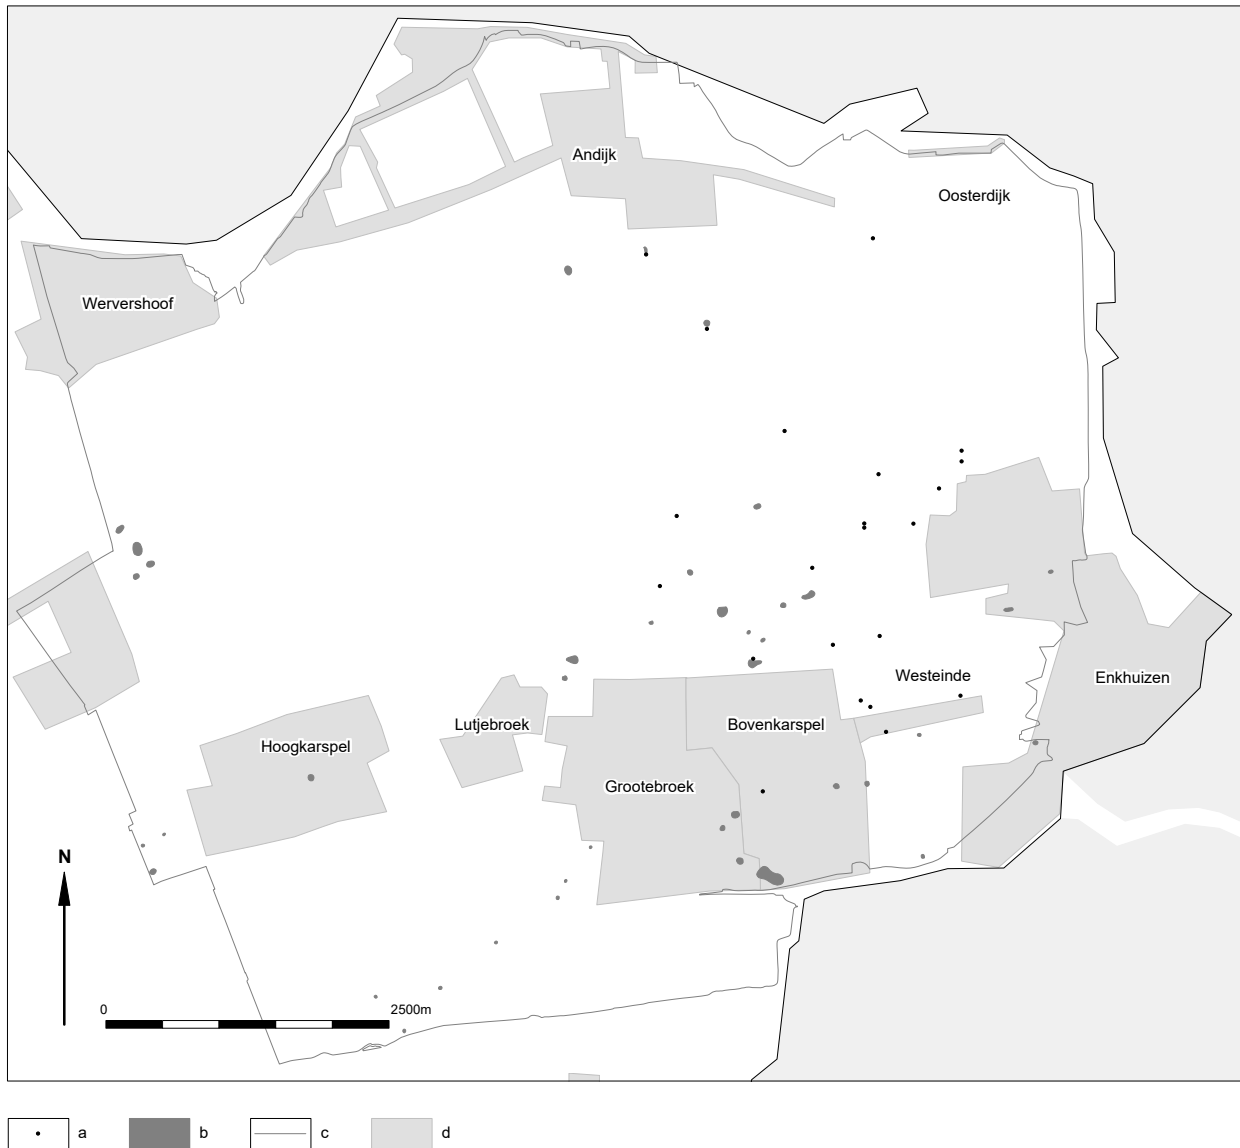 Andijk
Oosterdijk
Wervershoof
Westeinde
Enkhuizen
Lutjebroek
Bovenkarspel
Hoogkarspel
Grootebroek
N
0 2500m
a b c d